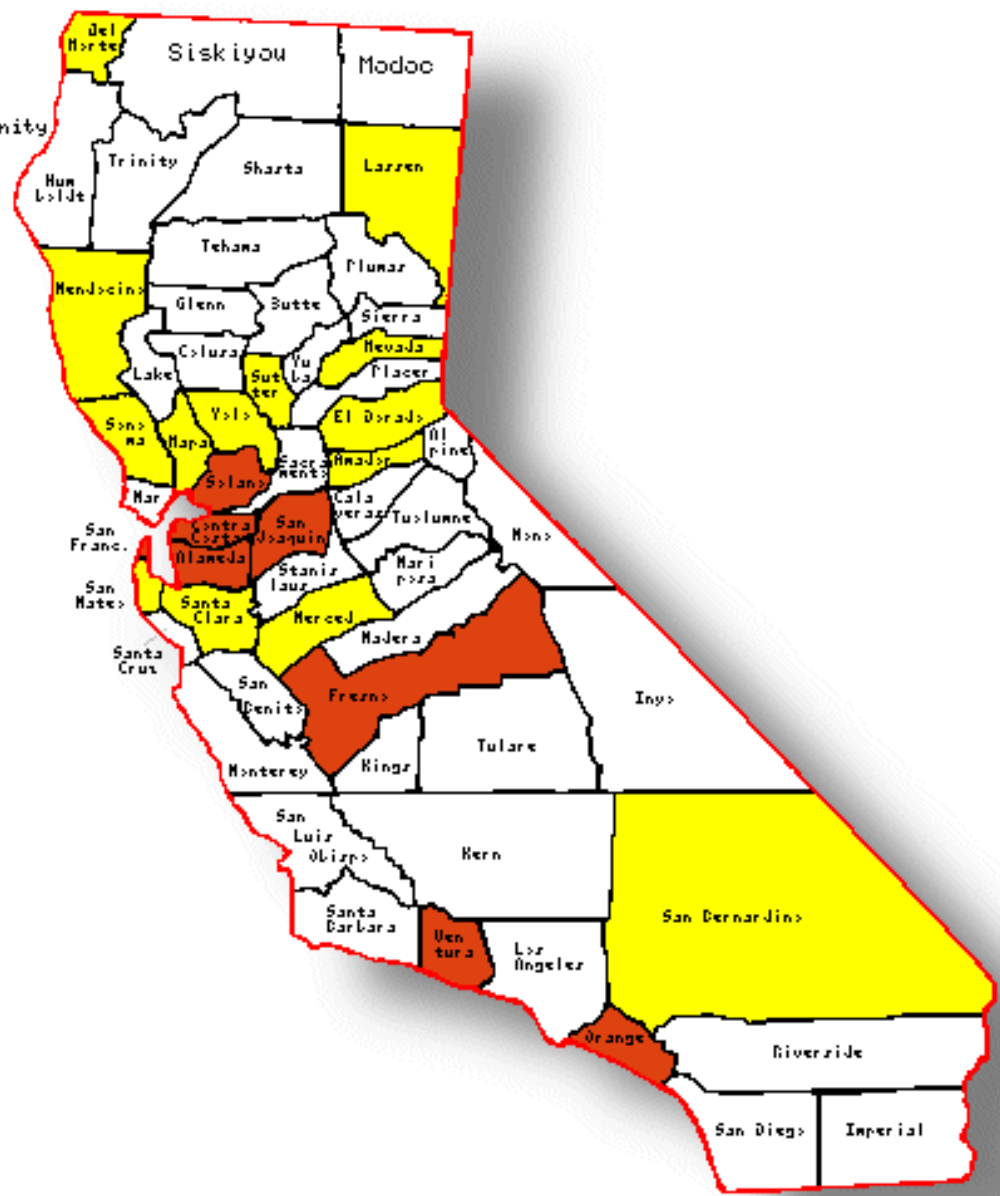 Del
Norte
Siskiyou
Modoc
nity
Trinity
Hum
boldt
Shasta
Lassen
Tehama
Plumas
Mendocino
Glenn
Butte
Sierra
Colusa
Nevada
Lake
Yu
ba
Placer
Sut
ter
Sono
ma
Napa
Yolo
El Dorado
Al
pine
Sacra
mento
Amador
Solano
Mar
Cala
veras
Tuolumne
Mono
San
Franc.
Contra
Costa
San
Joaquin
Alameda
Stanis
laus
Mari
posa
San
Mateo
Santa
Clara
Merced
Madera
Santa
Cruz
San
Benito
Fresno
Inyo
Monterey
Kings
Tulare
San
Luis
Obispo
Kern
Santa
Barbara
Ven
tura
Los
Angeles
San Bernardino
Orange
Riverside
San Diego
Imperial